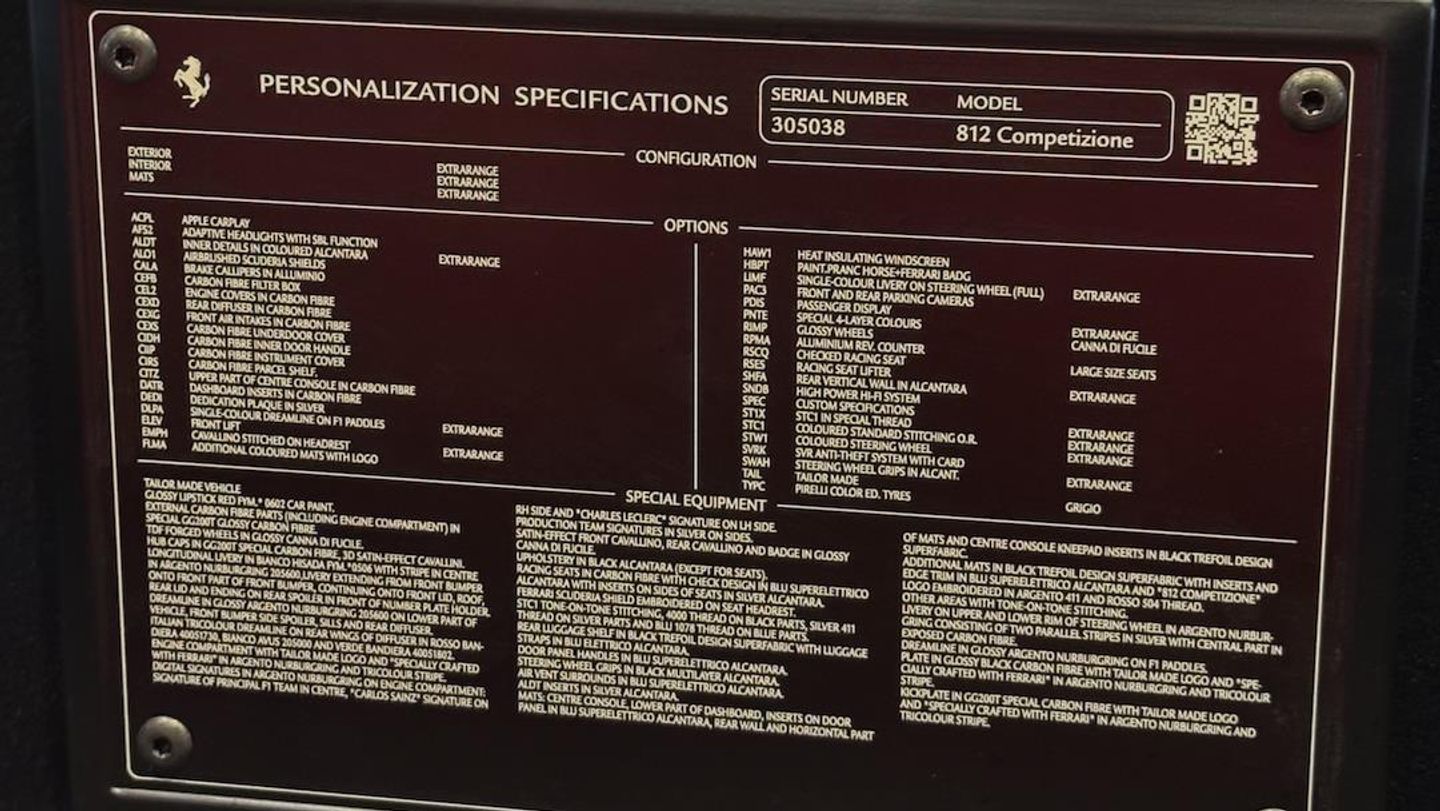 PERSONALIZATION SPECIFICATIONS
SERIAL NUMBER MODEL
305038 812 Competizione
CONFIGURATION
EXTERIOR EXTRARANGE
INTERIOR EXTRARANGE
MATS EXTRARANGE
OPTIONS
ACPL APPLE CARPLAY
AFS2 ADAPTIVE HEADLIGHTS WITH SBL FUNCTION
ALDT INNER DETAILS IN COLOURED ALCANTARA EXTRARANGE
ALO1 AIRBRUSHED SCUDERIA SHIELDS
CALA BRAKE CALLIPERS IN ALLUMINIO
CEFB CARBON FIBRE FILTER BOX
CEL2 ENGINE COVERS IN CARBON FIBRE
CEXD REAR DIFFUSER IN CARBON FIBRE
CEXG FRONT AIR INTAKES IN CARBON FIBRE
CEXS CARBON FIBRE UNDERDOOR COVER
CIDH CARBON FIBRE INNER DOOR HANDLE
CIIP CARBON FIBRE INSTRUMENT COVER
CIRS CARBON FIBRE PARCEL SHELF.
CITZ UPPER PART OF CENTRE CONSOLE IN CARBON FIBRE
DATR DASHBOARD INSERTS IN CARBON FIBRE
DEDI DEDICATION PLAQUE IN SILVER
DLPA SINGLE-COLOUR DREAMLINE ON F1 PADDLES EXTRARANGE
ELEV FRONT LIFT
EMPH CAVALLINO STITCHED ON HEADREST EXTRARANGE
FLMA ADDITIONAL COLOURED MATS WITH LOGO
HAW1 HEAT INSULATING WINDSCREEN
HBPT PAINT.PRANC HORSE+FERRARI BADG
LIMF SINGLE-COLOUR LIVERY ON STEERING WHEEL (FULL) EXTRARANGE
PAC3 FRONT AND REAR PARKING CAMERAS
PDIS PASSENGER DISPLAY
PNTE SPECIAL 4-LAYER COLOURS EXTRARANGE
RIMP GLOSSY WHEELS CANNA DI FUCILE
RPMA ALUMINIUM REV. COUNTER
RSCQ CHECKED RACING SEAT LARGE SIZE SEATS
RSES RACING SEAT LIFTER
SHFA REAR VERTICAL WALL IN ALCANTARA EXTRARANGE
SNDB HIGH POWER HI-FI SYSTEM
SPEC CUSTOM SPECIFICATIONS
ST1X STC1 IN SPECIAL THREAD EXTRARANGE
STC1 COLOURED STANDARD STITCHING O.R. EXTRARANGE
STW1 COLOURED STEERING WHEEL EXTRARANGE
SVRK SVR ANTI-THEFT SYSTEM WITH CARD
SWAH STEERING WHEEL GRIPS IN ALCANT. EXTRARANGE
TAIL TAILOR MADE
TYPC PIRELLI COLOR ED. TYRES GRIGIO
SPECIAL EQUIPMENT
TAILOR MADE VEHICLE
GLOSSY LIPSTICK RED FYM,* 0602 CAR PAINT.
EXTERNAL CARBON FIBRE PARTS (INCLUDING ENGINE COMPARTMENT) IN
SPECIAL GG200T GLOSSY CARBON FIBRE.
TDF FORGED WHEELS IN GLOSSY CANNA DI FUCILE.
HUB CAPS IN GG200T SPECIAL CARBON FIBRE, 3D SATIN-EFFECT CAVALLINI.
LONGITUDINAL LIVERY IN BIANCO HISADA FYM,*0506 WITH STRIPE IN CENTRE
IN ARGENTO NURBURGRING 205600,LIVERY EXTENDING FROM FRONT BUMPER
ONTO FRONT PART OF FRONT BUMPER, CONTINUING ONTO FRONT LID, ROOF,
REAR LID AND ENDING ON REAR SPOILER IN FRONT OF NUMBER PLATE HOLDER.
DREAMLINE IN GLOSSY ARGENTO NURBURGRING 205600 ON LOWER PART OF
VEHICLE, FRONT BUMPER SIDE SPOILER, SILLS AND REAR DIFFUSER.
ITALIAN TRICOLOUR DREAMLINE ON REAR WINGS OF DIFFUSER IN ROSSO BAN-
DIERA 40051730, BIANCO AVUS 205000 AND VERDE BANDIERA 40051802.
ENGINE COMPARTMENT WITH TAILOR MADE LOGO AND "SPECIALLY CRAFTED
WITH FERRARI" IN ARGENTO NURBURGRING AND TRICOLOUR STRIPE.
DIGITAL SIGNATURES IN ARGENTO NURBURGRING ON ENGINE COMPARTMENT:
SIGNATURE OF PRINCIPAL F1 TEAM IN CENTRE, "CARLOS SAINZ" SIGNATURE ON
RH SIDE AND "CHARLES LECLERC" SIGNATURE ON LH SIDE.
PRODUCTION TEAM SIGNATURES IN SILVER ON SIDES.
SATIN-EFFECT FRONT CAVALLINO, REAR CAVALLINO AND BADGE IN GLOSSY
CANNA DI FUCILE.
UPHOLSTERY IN BLACK ALCANTARA (EXCEPT FOR SEATS).
RACING SEATS IN CARBON FIBRE WITH CHECK DESIGN IN BLU SUPERELETTRICO
ALCANTARA WITH INSERTS ON SIDES OF SEATS IN SILVER ALCANTARA.
FERRARI SCUDERIA SHIELD EMBROIDERED ON SEAT HEADREST.
STC1 TONE-ON-TONE STITCHING, 4000 THREAD ON BLACK PARTS, SILVER 411
THREAD ON SILVER PARTS AND BLU 1078 THREAD ON BLUE PARTS.
REAR LUGGAGE SHELF IN BLACK TREFOIL DESIGN SUPERFABRIC WITH LUGGAGE
STRAPS IN BLU ELETTRICO ALCANTARA.
DOOR PANEL HANDLES IN BLU SUPERELETTRICO ALCANTARA.
STEERING WHEEL GRIPS IN BLACK MULTILAYER ALCANTARA.
AIR VENT SURROUNDS IN BLU SUPERELETTRICO ALCANTARA.
ALDT INSERTS IN SILVER ALCANTARA.
MATS: CENTRE CONSOLE, LOWER PART OF DASHBOARD, INSERTS ON DOOR
PANEL IN BLU SUPERELETTRICO ALCANTARA, REAR WALL AND HORIZONTAL PART
OF MATS AND CENTRE CONSOLE KNEEPAD INSERTS IN BLACK TREFOIL DESIGN
SUPERFABRIC.
ADDITIONAL MATS IN BLACK TREFOIL DESIGN SUPERFABRIC WITH INSERTS AND
EDGE TRIM IN BLU SUPERELETTRICO ALCANTARA AND "812 COMPETIZIONE"
LOGO EMBROIDERED IN ARGENTO 411 AND ROSSO 504 THREAD.
OTHER AREAS WITH TONE-ON-TONE STITCHING.
LIVERY ON UPPER AND LOWER RIM OF STEERING WHEEL IN ARGENTO NURBUR-
GRING CONSISTING OF TWO PARALLEL STRIPES IN SILVER WITH CENTRAL PART IN
EXPOSED CARBON FIBRE.
DREAMLINE IN GLOSSY ARGENTO NURBURGRING ON F1 PADDLES.
PLATE IN GLOSSY BLACK CARBON FIBRE WITH TAILOR MADE LOGO AND "SPE-
CIALLY CRAFTED WITH FERRARI" IN ARGENTO NURBURGRING AND TRICOLOUR
STRIPE.
KICKPLATE IN GG200T SPECIAL CARBON FIBRE WITH TAILOR MADE LOGO
AND "SPECIALLY CRAFTED WITH FERRARI" IN ARGENTO NURBURGRING AND
TRICOLOUR STRIPE.